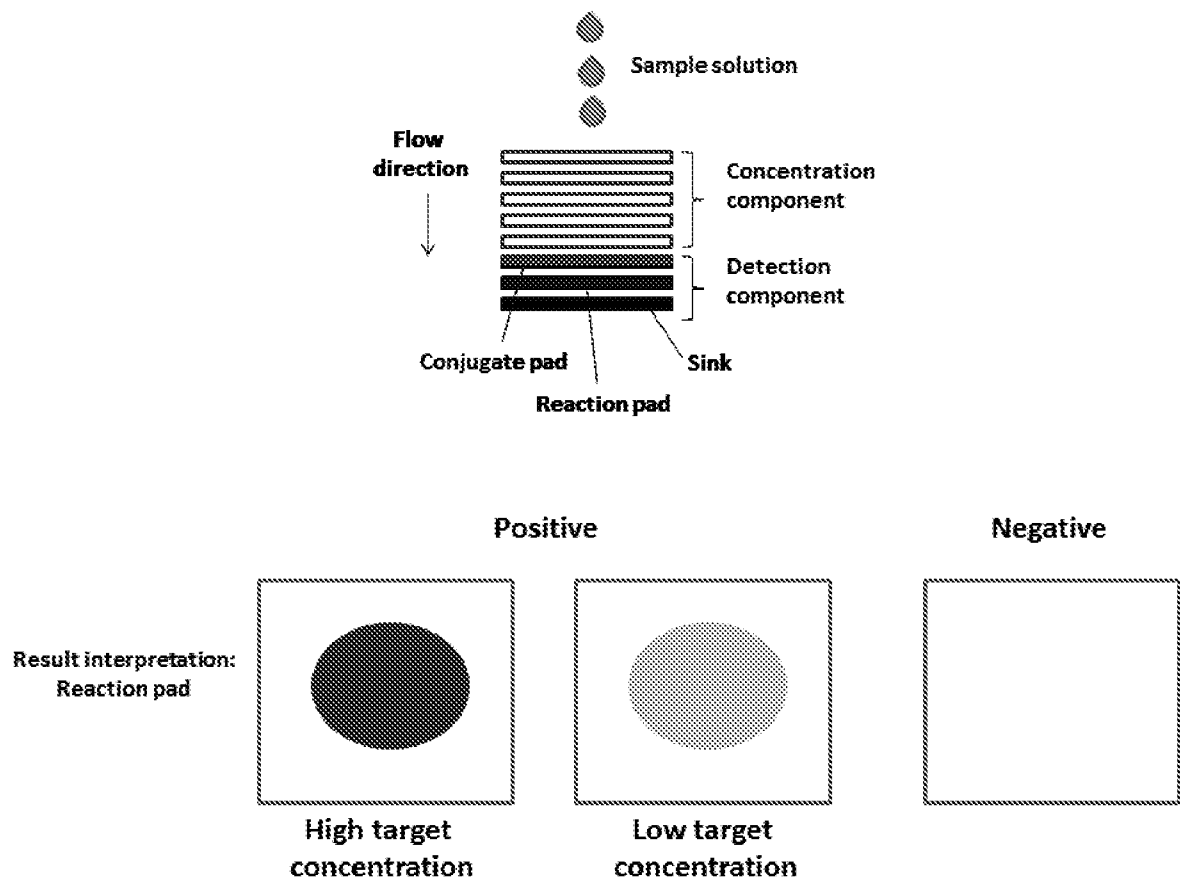 Sample solution
Flow
direction
Concentration
component
Detection
component
Conjugate pad
Sink
Reaction pad
Positive
Negative
Result interpretation:
Reaction pad
High target
concentration
Low target
concentration